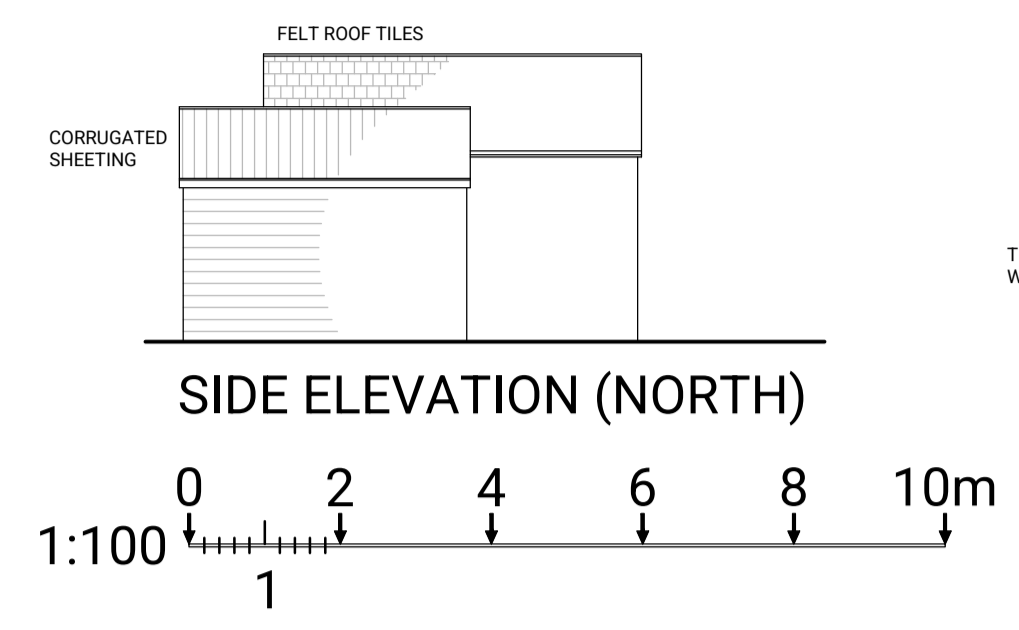 FELT ROOF TILES
CORRUGATED
SHEETING
T
W
SIDE ELEVATION (NORTH)
0 2 4 6 8 10m
1:100
1